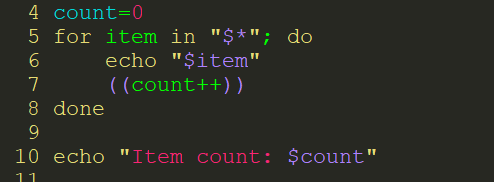 4 count=0
5 for item in "$*"; do
6     echo "$item"
7     ((count++))
8 done
9
10 echo "Item count: $count"
11